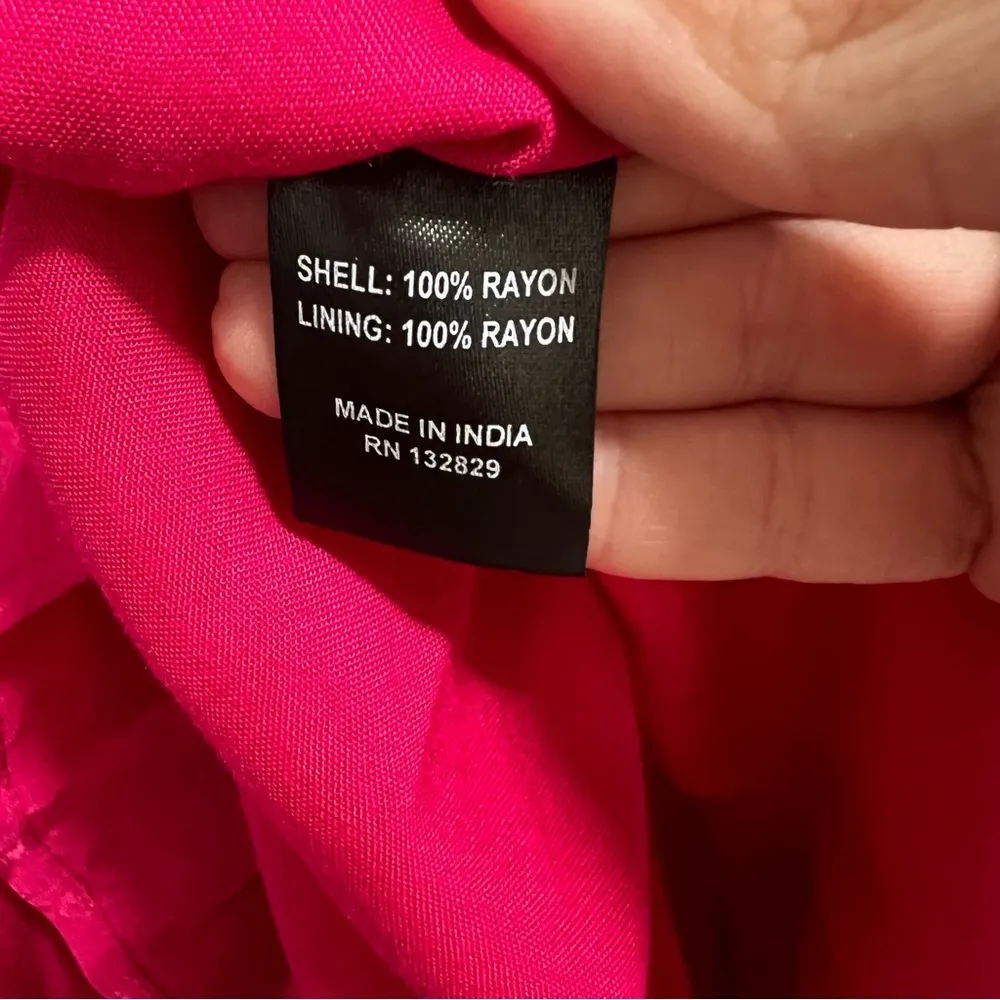 SHELL: 100% RAYON
LINING: 100% RAYON
MADE IN INDIA
RN 132829